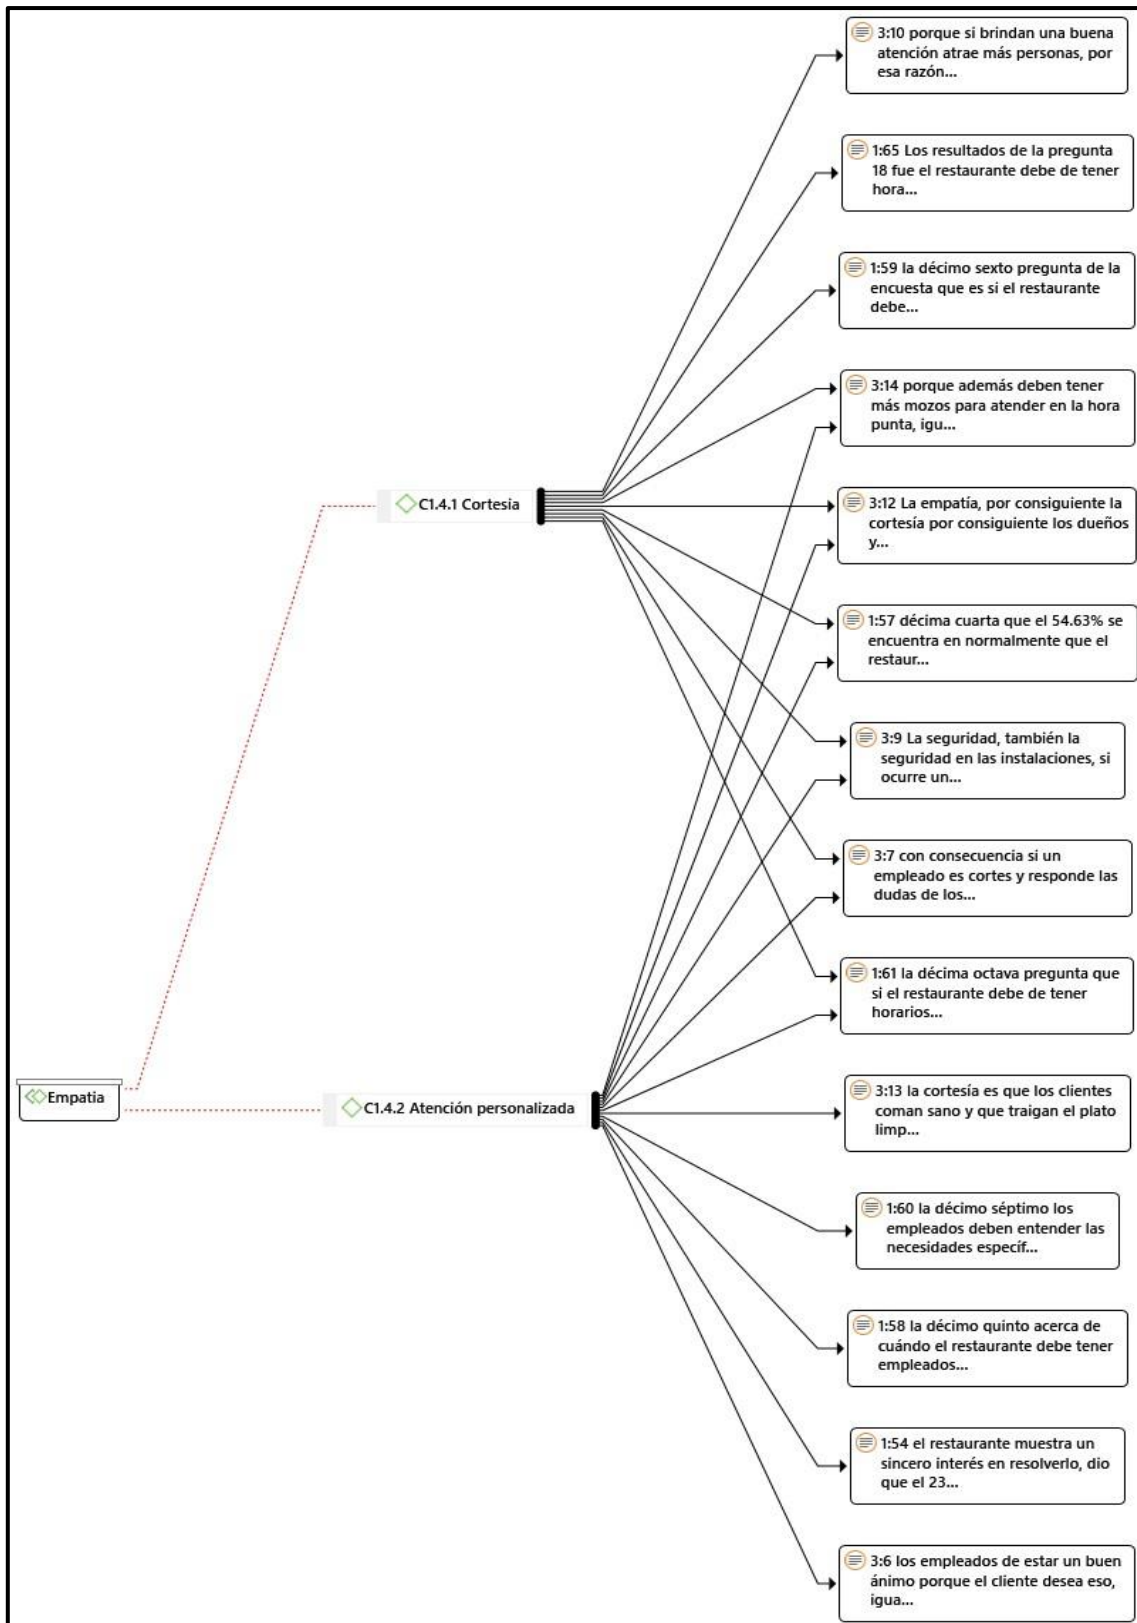 3:10 porque si brindan una buena
atención atrae más personas, por
esa razón...
1:65 Los resultados de la pregunta
18 fue el restaurante debe de tener
hora...
1:59 la décimo sexto pregunta de la
encuesta que es si el restaurante
debe...
3:14 porque además deben tener
más mozos para atender en la hora
punta, igu...
C1.4.1 Cortesía
3:12 La empatía, por consiguiente la
cortesía por consiguiente los dueños
y...
1:57 décima cuarta que el 54.63% se
encuentra en normalmente que el
restaur...
3:9 La seguridad, también la
seguridad en las instalaciones, si
ocurre un...
3:7 con consecuencia si un
empleado es cortes y responde las
dudas de los...
1:61 la décima octava pregunta que
si el restaurante debe de tener
horarios...
Empatia
C1.4.2 Atención personalizada
3:13 la cortesía es que los clientes
coman sano y que traigan el plato
limp...
1:60 la décimo séptimo los
empleados deben entender las
necesidades específ...
1:58 la décimo quinto acerca de
cuándo el restaurante debe tener
empleados...
1:54 el restaurante muestra un
sincero interés en resolverlo, dio
que el 23...
3:6 los empleados de estar un buen
ánimo porque el cliente desea eso,
igua...